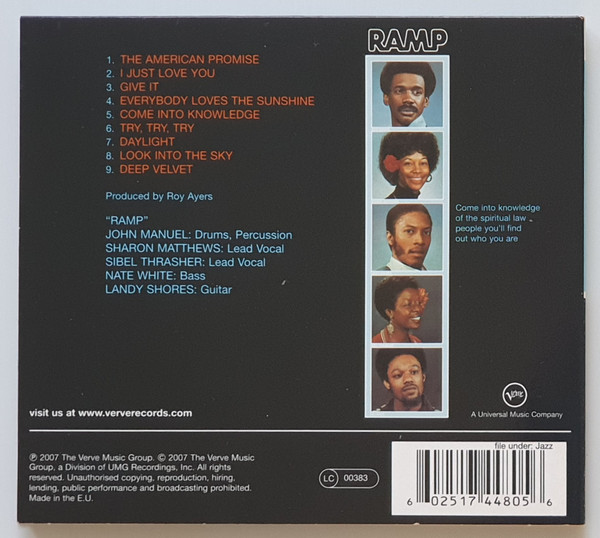 RAMP
1. THE AMERICAN PROMISE
2. I JUST LOVE YOU
3. GIVE IT
4. EVERYBODY LOVES THE SUNSHINE
5. COME INTO KNOWLEDGE
6. TRY, TRY, TRY
7. DAYLIGHT
8. LOOK INTO THE SKY
9. DEEP VELVET
Produced by Roy Ayers
"RAMP"
JOHN MANUEL: Drums, Percussion
SHARON MATTHEWS: Lead Vocal
SIBEL THRASHER: Lead Vocal
NATE WHITE: Bass
LANDY SHORES: Guitar
Come into knowledge
of the spiritual law
people you'll find
out who you are
Verve
A Universal Music Company
visit us at www.ververecords.com
℗ 2007 The Verve Music Group. © 2007 The Verve Music
Group, a Division of UMG Recordings, Inc. All rights
reserved. Unauthorised copying, reproduction, hiring,
lending, public performance and broadcasting prohibited.
Made in the E.U.
LC 00383
file under: Jazz
6 02517 44805 6